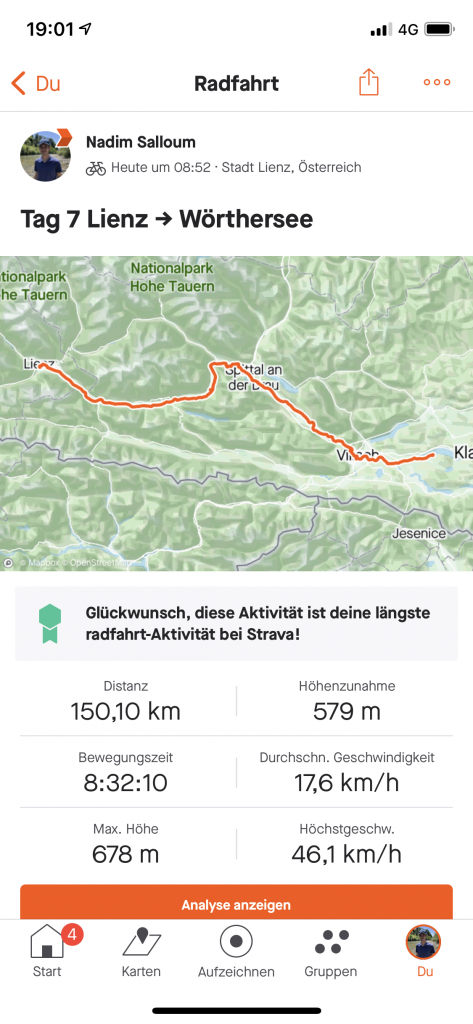 19:01
4G
Du
Radfahrt
Nadim Salloum
Heute um 08:52 · Stadt Lienz, Österreich
Tag 7 Lienz → Wörthersee
Nationalpark
Hohe Tauern
tionalpark
he Tauern
Lienz
Spittal an
der Drau
Villach
Kla
Jesenice
© Mapbox © OpenStreetMap
Glückwunsch, diese Aktivität ist deine längste
radfahrt-Aktivität bei Strava!
Distanz
150,10 km
Höhenzunahme
579 m
Bewegungszeit
8:32:10
Durchschn. Geschwindigkeit
17,6 km/h
Max. Höhe
678 m
Höchstgeschw.
46,1 km/h
Analyse anzeigen
4
Start
Karten
Aufzeichnen
Gruppen
Du